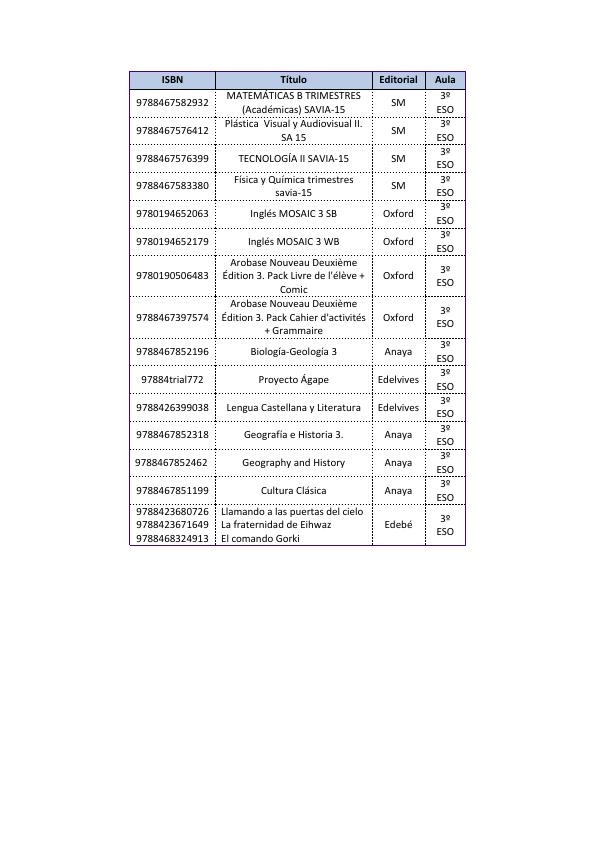 ISBN Título Editorial Aula
9788467582932 MATEMÁTICAS B TRIMESTRES (Académicas) SAVIA-15 SM 3º ESO
9788467576412 Plástica Visual y Audiovisual II. SA 15 SM 3º ESO
9788467576399 TECNOLOGÍA II SAVIA-15 SM 3º ESO
9788467583380 Física y Química trimestres savia-15 SM 3º ESO
9780194652063 Inglés MOSAIC 3 SB Oxford 3º ESO
9780194652179 Inglés MOSAIC 3 WB Oxford 3º ESO
9780190506483 Arobase Nouveau Deuxième Édition 3. Pack Livre de l'élève + Comic Oxford 3º ESO
9788467397574 Arobase Nouveau Deuxième Édition 3. Pack Cahier d'activités + Grammaire Oxford 3º ESO
9788467852196 Biología-Geología 3 Anaya 3º ESO
97884trial772 Proyecto Ágape Edelvives 3º ESO
9788426399038 Lengua Castellana y Literatura Edelvives 3º ESO
9788467852318 Geografía e Historia 3. Anaya 3º ESO
9788467852462 Geography and History Anaya 3º ESO
9788467851199 Cultura Clásica Anaya 3º ESO
9788423680726 Llamando a las puertas del cielo
9788423671649 La fraternidad de Eihwaz Edebé 3º ESO
9788468324913 El comando Gorki